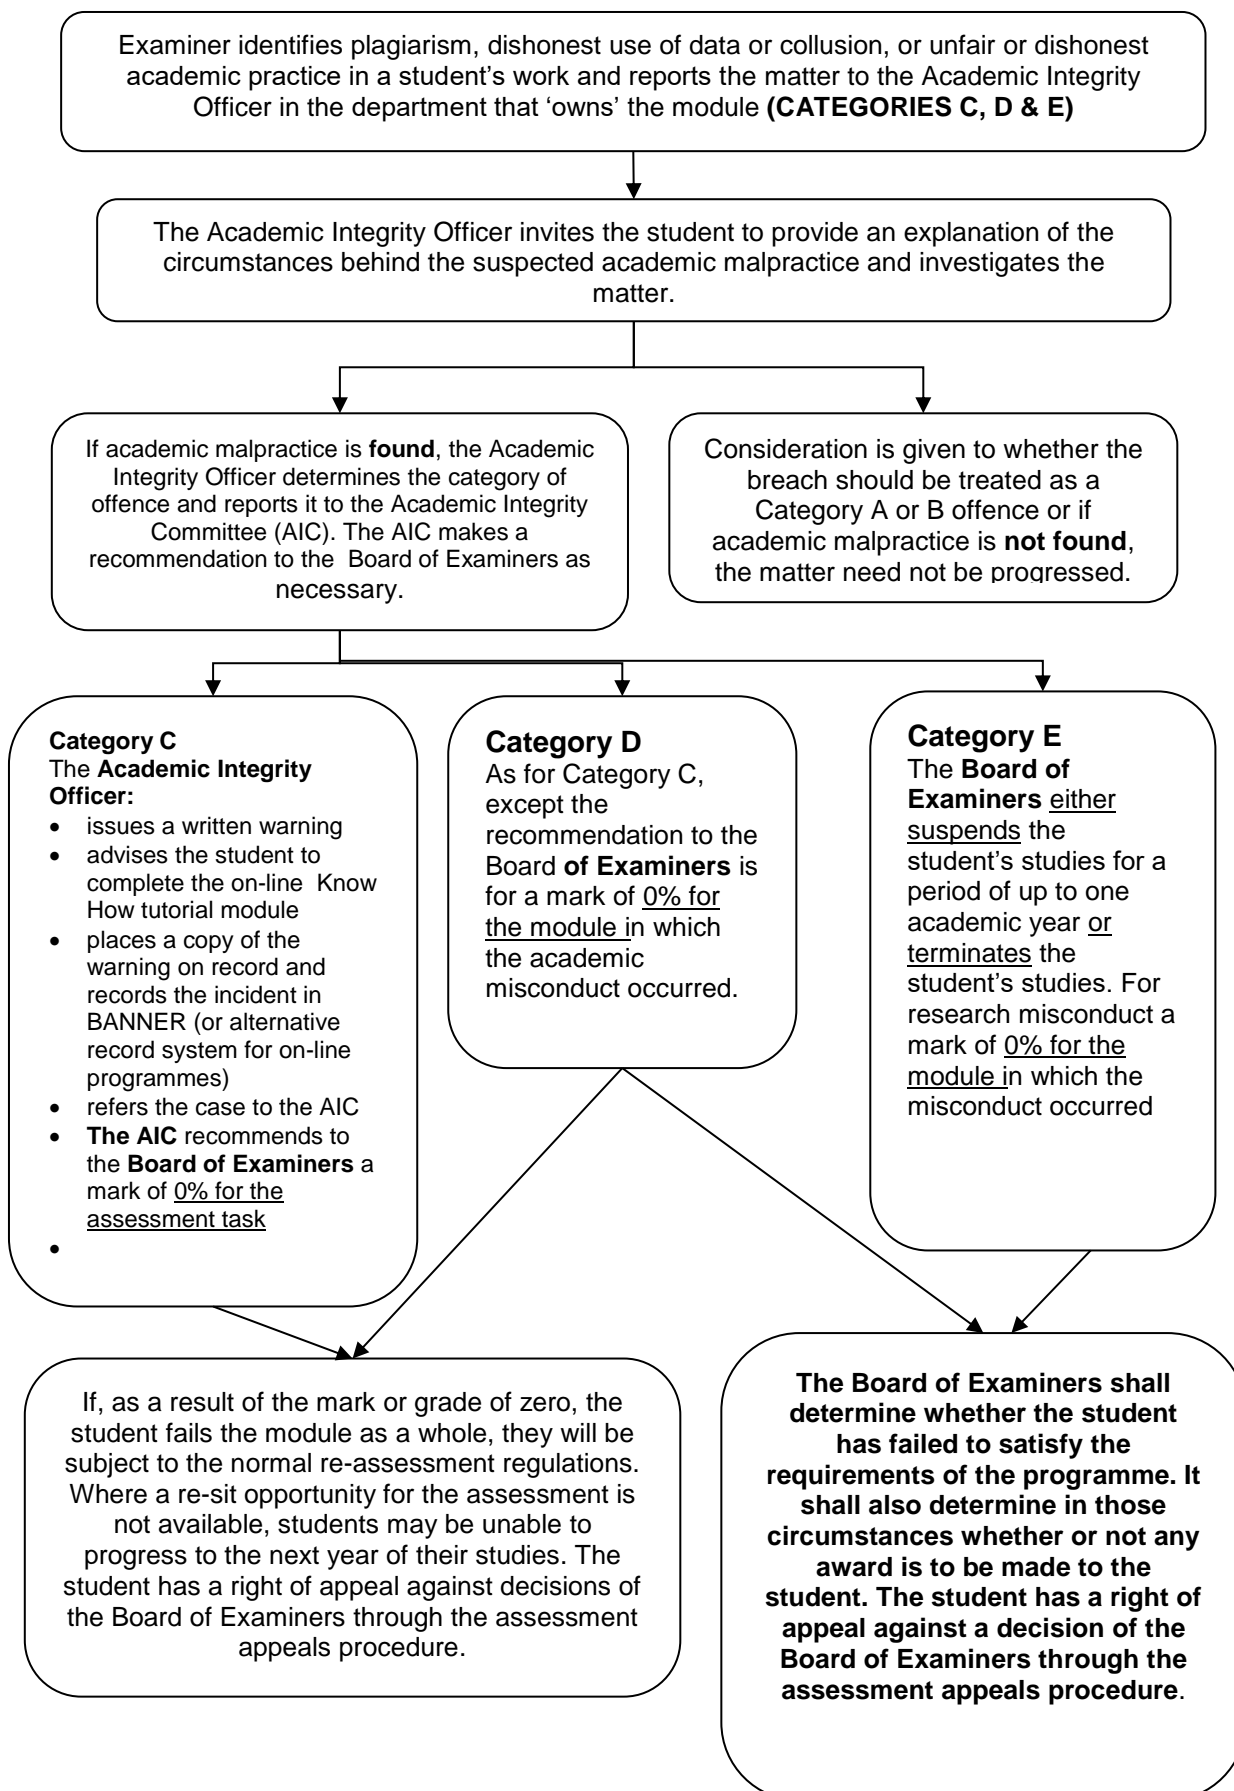 Examiner identifies plagiarism, dishonest use of data or collusion, or unfair or dishonest
academic practice in a student’s work and reports the matter to the Academic Integrity
Officer in the department that ‘owns’ the module (CATEGORIES C, D & E)
The Academic Integrity Officer invites the student to provide an explanation of the
circumstances behind the suspected academic malpractice and investigates the
matter.
If academic malpractice is found, the Academic
Integrity Officer determines the category of
offence and reports it to the Academic Integrity
Committee (AIC). The AIC makes a
recommendation to the Board of Examiners as
necessary.
Consideration is given to whether the
breach should be treated as a
Category A or B offence or if
academic malpractice is not found,
the matter need not be progressed.
Category C
The Academic Integrity
Officer:
• issues a written warning
• advises the student to
complete the on-line Know
How tutorial module
• places a copy of the
warning on record and
records the incident in
BANNER (or alternative
record system for on-line
programmes)
• refers the case to the AIC
• The AIC recommends to
the Board of Examiners a
mark of 0% for the
assessment task
•
Category D
As for Category C,
except the
recommendation to the
Board of Examiners is
for a mark of 0% for
the module in which
the academic
misconduct occurred.
Category E
The Board of
Examiners either
suspends the
student’s studies for a
period of up to one
academic year or
terminates the
student’s studies. For
research misconduct a
mark of 0% for the
module in which the
misconduct occurred
If, as a result of the mark or grade of zero, the
student fails the module as a whole, they will be
subject to the normal re-assessment regulations.
Where a re-sit opportunity for the assessment is
not available, students may be unable to
progress to the next year of their studies. The
student has a right of appeal against decisions of
the Board of Examiners through the assessment
appeals procedure.
The Board of Examiners shall
determine whether the student
has failed to satisfy the
requirements of the programme. It
shall also determine in those
circumstances whether or not any
award is to be made to the
student. The student has a right of
appeal against a decision of the
Board of Examiners through the
assessment appeals procedure.